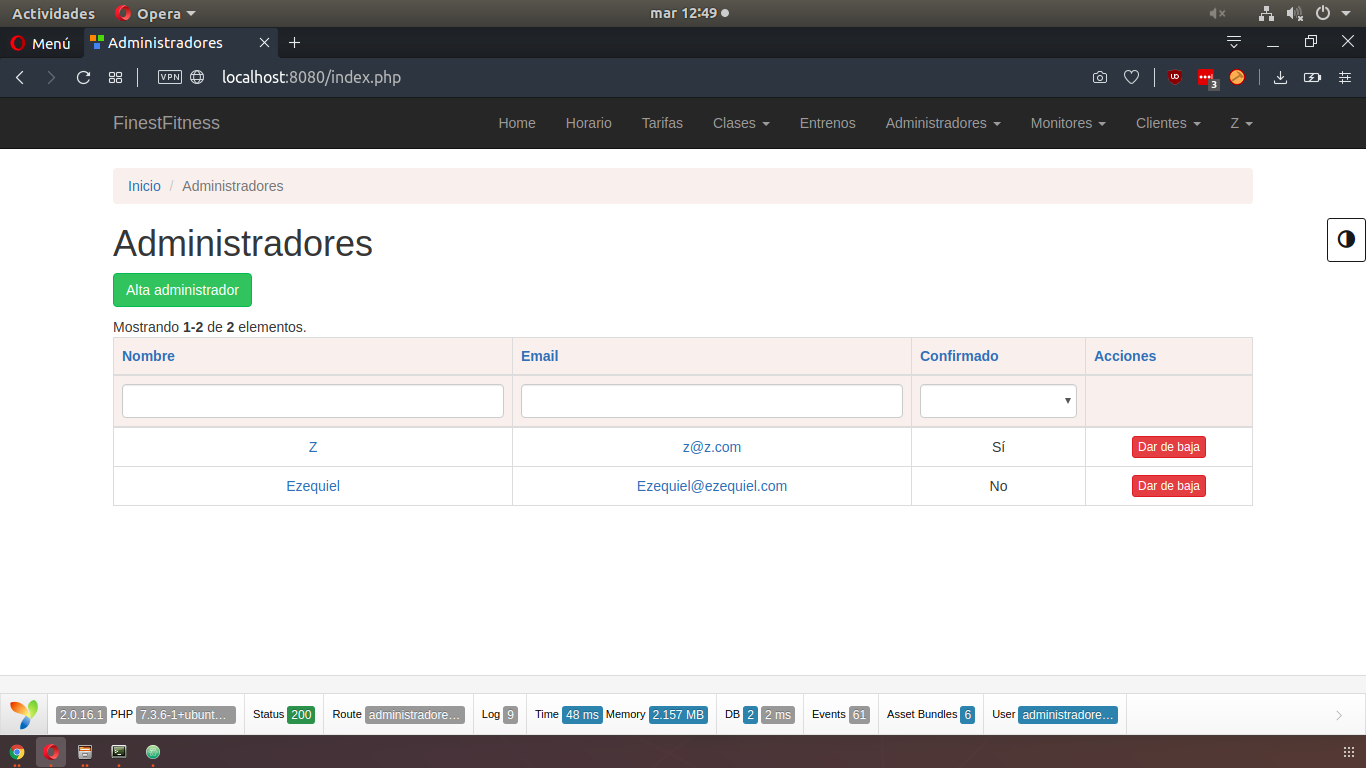 Actividades Opera mar 12:49
Menú Administradores
VPN localhost:8080/index.php 3
FinestFitness Home Horario Tarifas Clases Entrenos Administradores Monitores Clientes Z
Inicio / Administradores
Administradores
Alta administrador
Mostrando 1-2 de 2 elementos.
Nombre Email Confirmado Acciones
Z z@z.com Sí Dar de baja
Ezequiel Ezequiel@ezequiel.com No Dar de baja
2.0.16.1 PHP 7.3.6-1+ubunt… Status 200 Route administradore… Log 9 Time 48 ms Memory 2.157 MB DB 2 2 ms Events 61 Asset Bundles 6 User administradore…